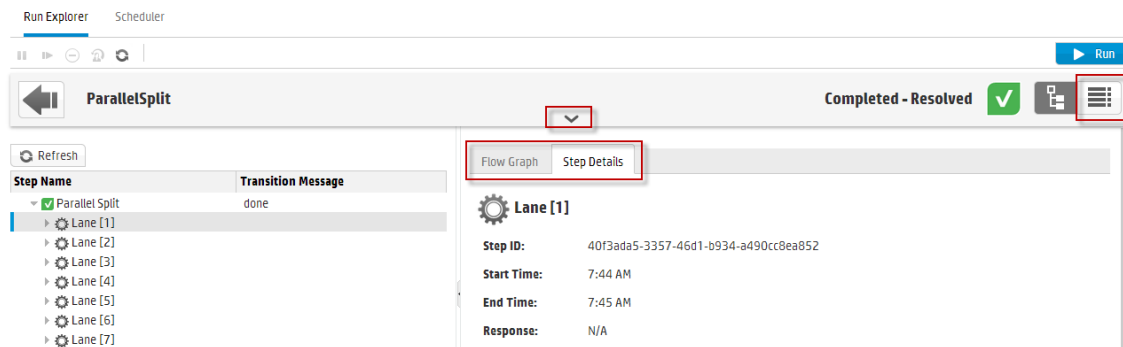 Run Explorer Scheduler
Run
ParallelSplit Completed - Resolved
Refresh
Flow Graph Step Details
Step Name Transition Message
Parallel Split done
Lane [1]
Lane [2]
Lane [3]
Lane [4]
Lane [5]
Lane [6]
Lane [7]
Lane [1]
Step ID: 40f3ada5-3357-46d1-b934-a490cc8ea852
Start Time: 7:44 AM
End Time: 7:45 AM
Response: N/A